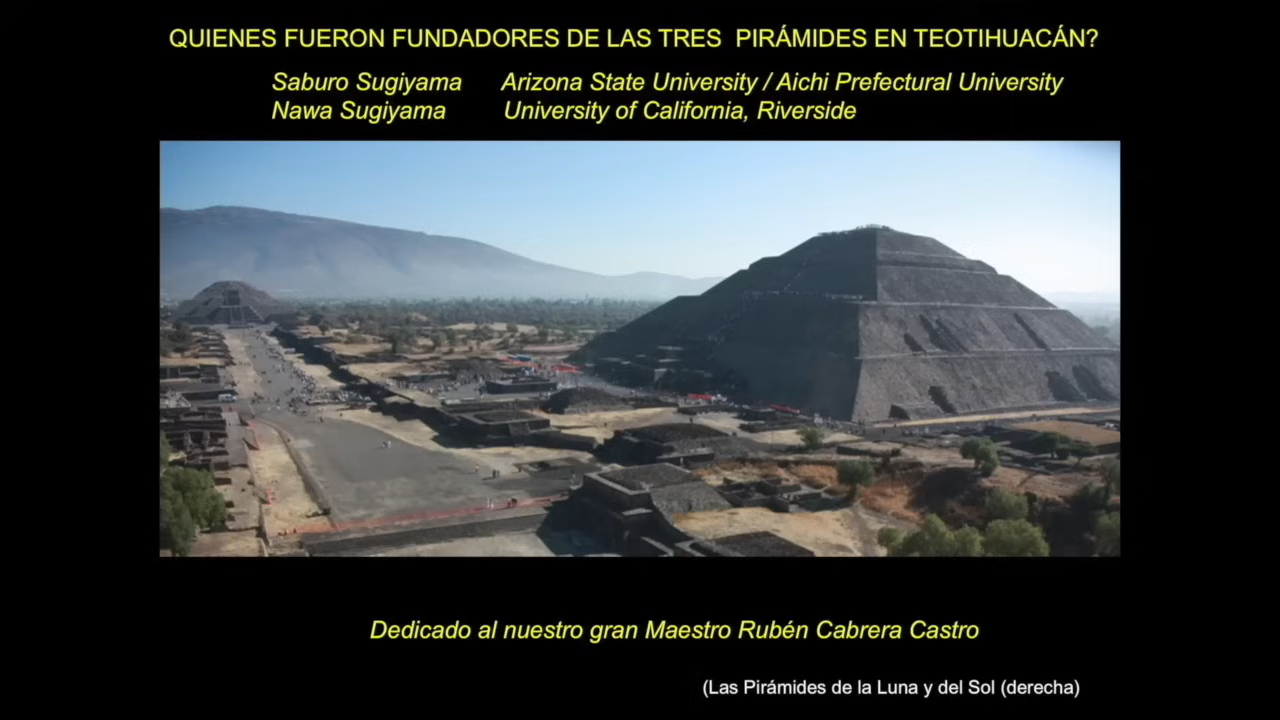 QUIENES FUERON FUNDADORES DE LAS TRES PIRÁMIDES EN TEOTIHUACÁN?
Saburo Sugiyama Arizona State University / Aichi Prefectural University
Nawa Sugiyama University of California, Riverside
Dedicado al nuestro gran Maestro Rubén Cabrera Castro
(Las Pirámides de la Luna y del Sol (derecha)